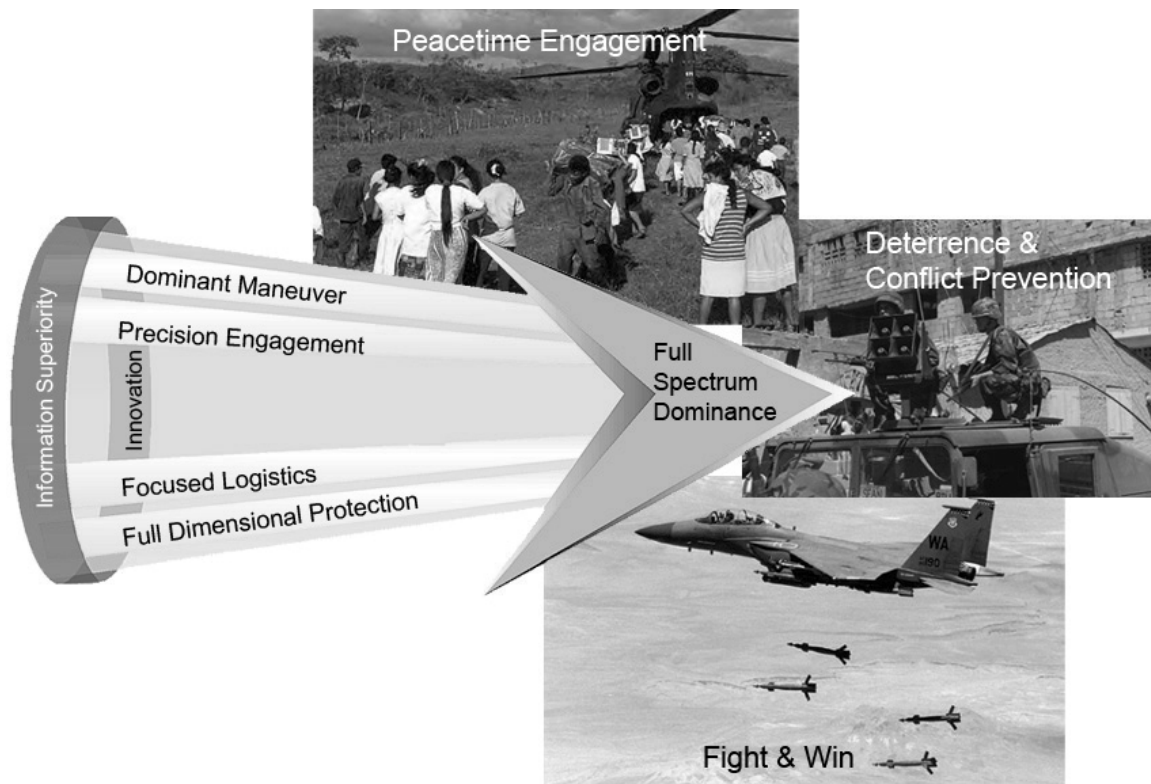 Peacetime Engagement
Deterrence &
Conflict Prevention
Information Superiority
Dominant Maneuver
Precision Engagement
Innovation
Focused Logistics
Full Dimensional Protection
Full
Spectrum
Dominance
WA
190
Fight & Win